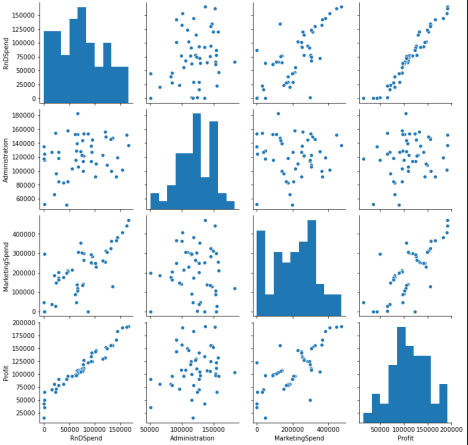 RnDSpend
150000
125000
100000
75000
50000
25000
0
Administration
180000
160000
140000
120000
100000
80000
60000
MarketingSpend
400000
300000
200000
100000
0
Profit
200000
175000
150000
125000
100000
75000
50000
25000
0 50000 100000 150000
RnDSpend
50000 100000 150000
Administration
0 200000 400000
MarketingSpend
50000 100000 150000 200000
Profit